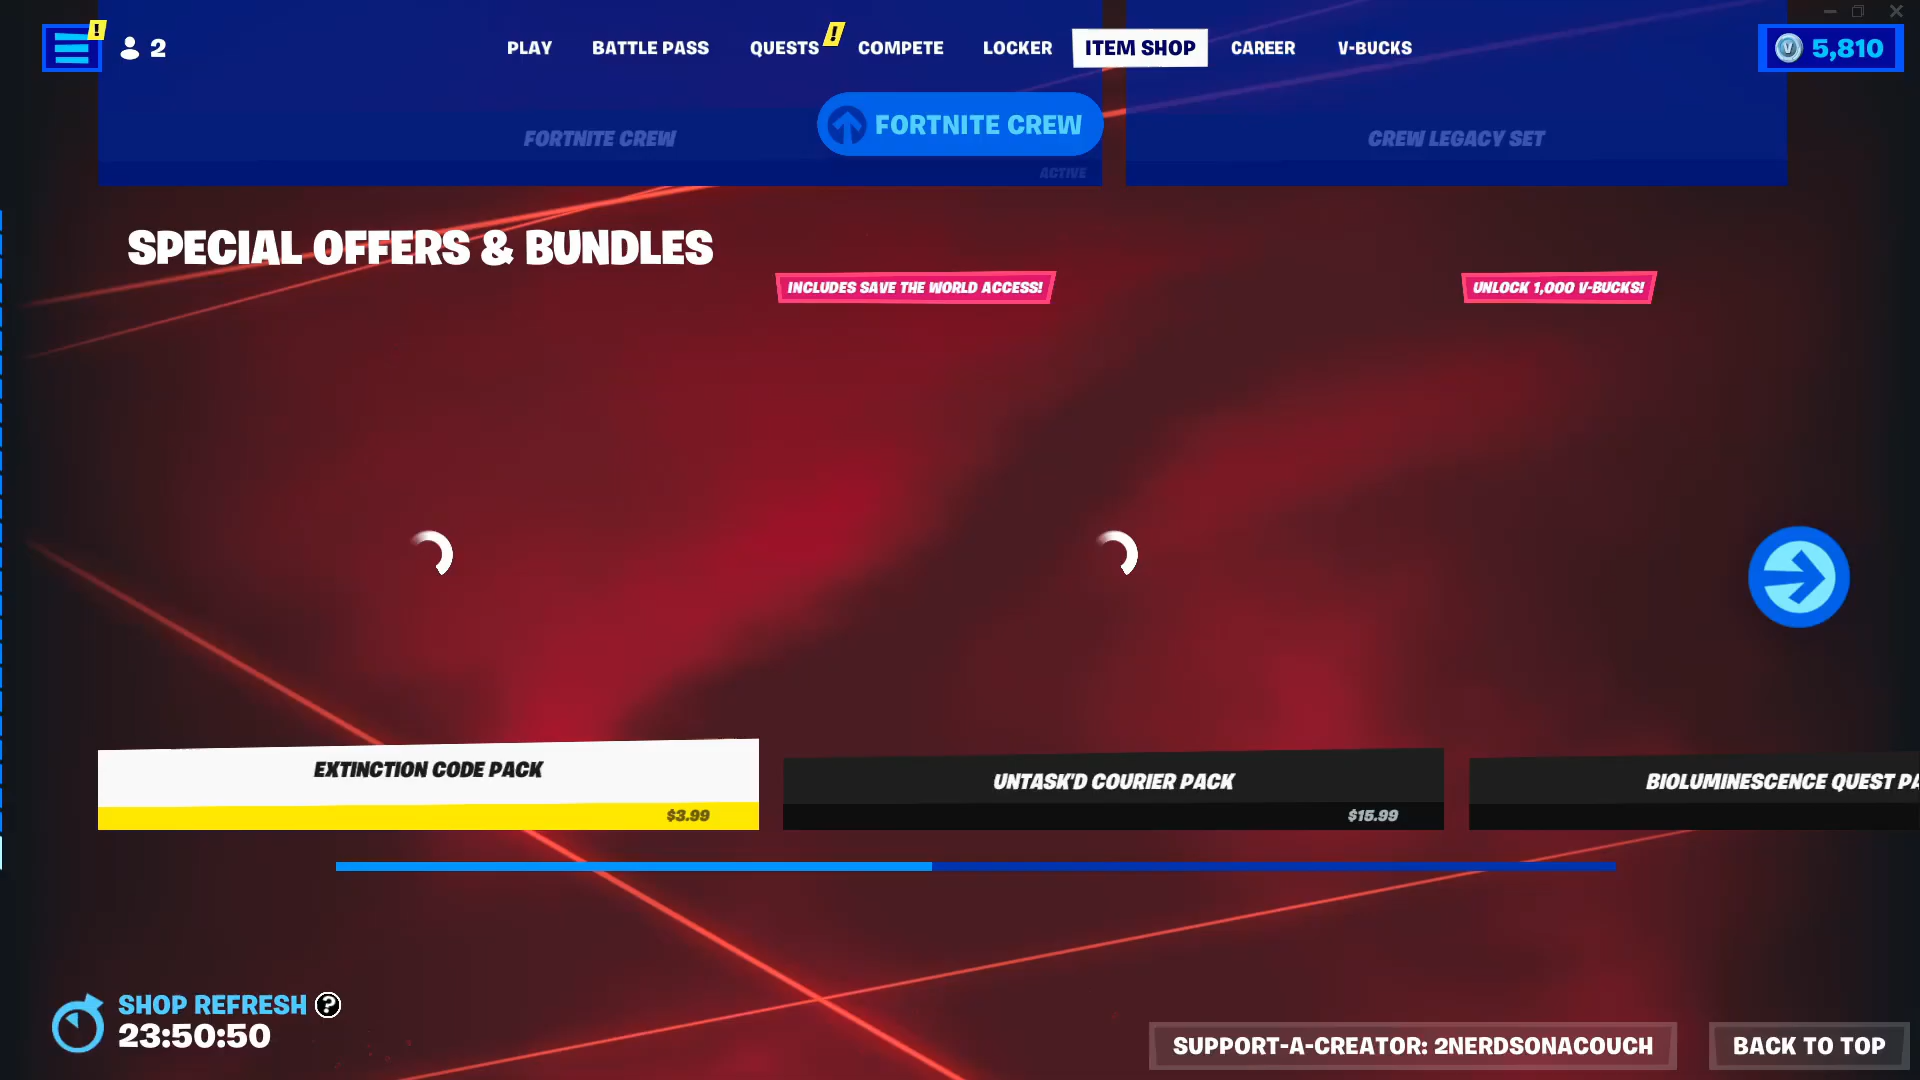 !
2
PLAY
BATTLE PASS
QUESTS
!
COMPETE
LOCKER
ITEM SHOP
CAREER
V-BUCKS
V 5,810
FORTNITE CREW
FORTNITE CREW
CREW LEGACY SET
ACTIVE
SPECIAL OFFERS & BUNDLES
INCLUDES SAVE THE WORLD ACCESS!
UNLOCK 1,000 V-BUCKS!
EXTINCTION CODE PACK
$3.99
UNTASK'D COURIER PACK
$15.99
BIOLUMINESCENCE QUEST PA
SHOP REFRESH ?
23:50:50
SUPPORT-A-CREATOR: 2NERDSONACOUCH
BACK TO TOP